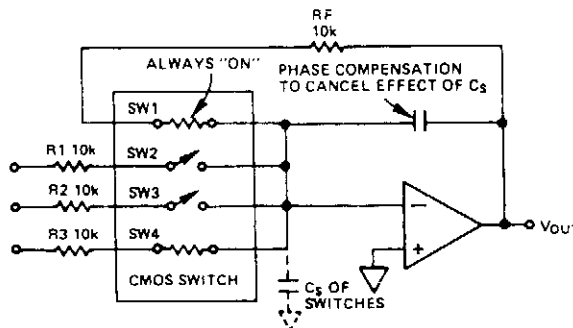 RF
10k
ALWAYS "ON"
PHASE COMPENSATION
TO CANCEL EFFECT OF CS
SW1
R1 10k
SW2
R2 10k
SW3
R3 10k
SW4
CMOS SWITCH
CS OF
SWITCHES
−
+
VOUT